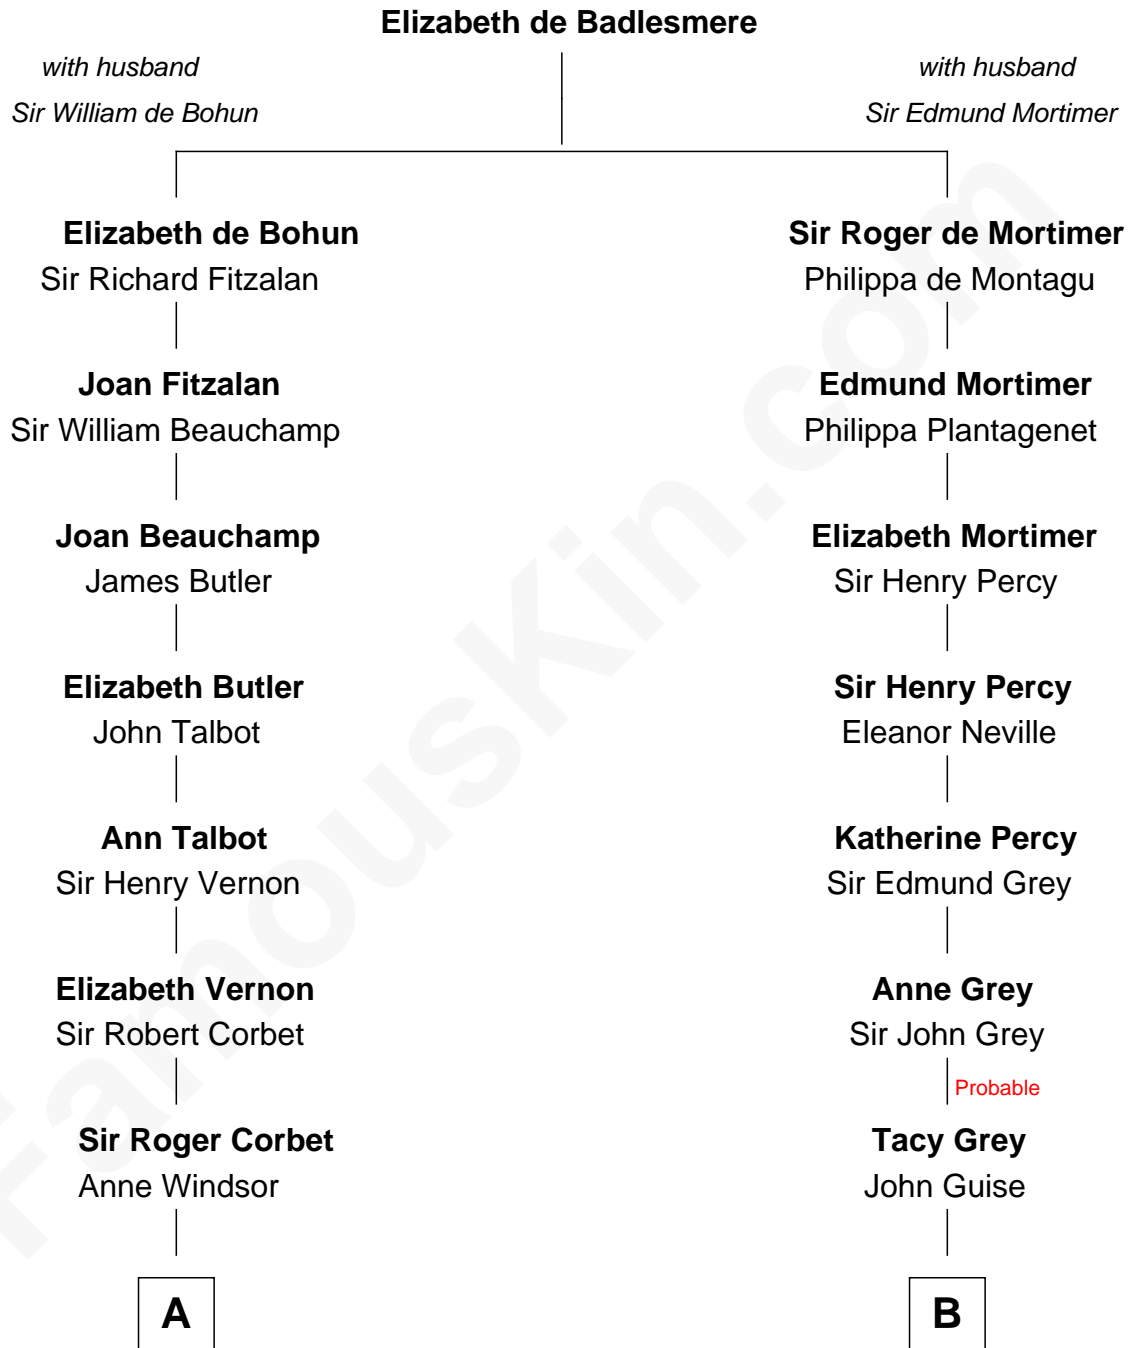 Elizabeth de Badlesmere
with husband
Sir William de Bohun
with husband
Sir Edmund Mortimer
Elizabeth de Bohun
Sir Richard Fitzalan
Sir Roger de Mortimer
Philippa de Montagu
Joan Fitzalan
Sir William Beauchamp
Edmund Mortimer
Philippa Plantagenet
Joan Beauchamp
James Butler
Elizabeth Mortimer
Sir Henry Percy
Elizabeth Butler
John Talbot
Sir Henry Percy
Eleanor Neville
Ann Talbot
Sir Henry Vernon
Katherine Percy
Sir Edmund Grey
Elizabeth Vernon
Sir Robert Corbet
Anne Grey
Sir John Grey
Probable
Sir Roger Corbet
Anne Windsor
Tacy Grey
John Guise
A
B
FamousKin.com